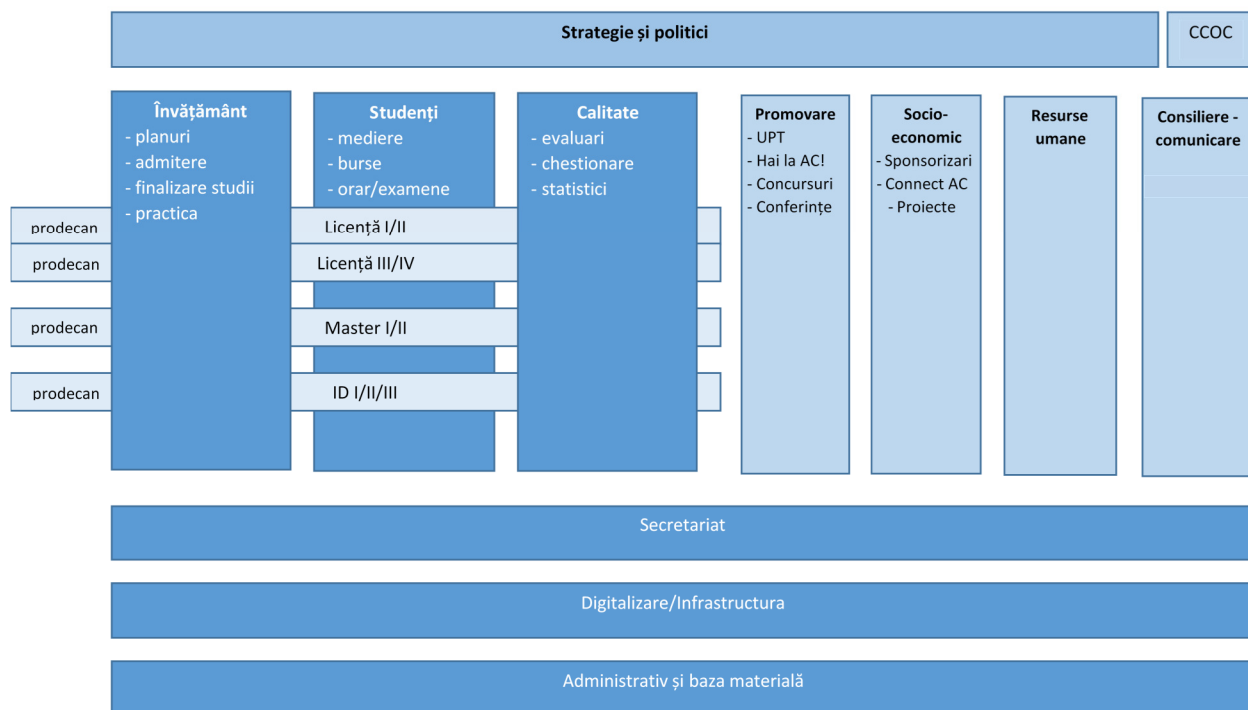 Strategie și politici
CCOC
Învățământ
- planuri
- admitere
- finalizare studii
- practica
Studenți
- mediere
- burse
- orar/examene
Calitate
- evaluari
- chestionare
- statistici
Promovare
- UPT
- Hai la AC!
- Concursuri
- Conferințe
Socio-
economic
- Sponsorizari
- Connect AC
- Proiecte
Resurse
umane
Consiliere -
comunicare
prodecan
Licență I/II
prodecan
Licență III/IV
prodecan
Master I/II
prodecan
ID I/II/III
Secretariat
Digitalizare/Infrastructura
Administrativ și baza materială